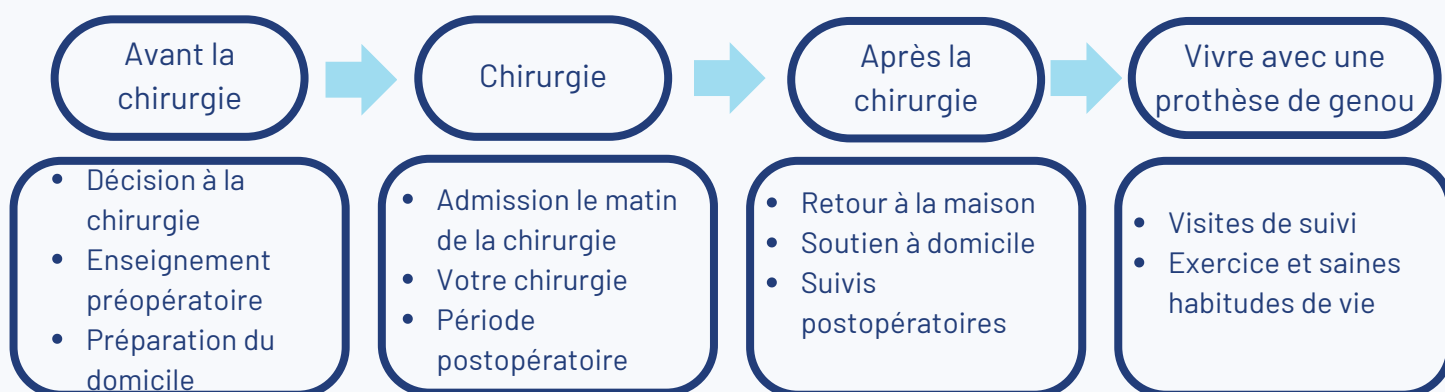 Avant la
chirurgie
Chirurgie
Après la
chirurgie
Vivre avec une
prothèse de genou
• Décision à la
chirurgie
• Enseignement
préopératoire
• Préparation du
domicile
• Admission le matin
de la chirurgie
• Votre chirurgie
• Période
postopératoire
• Retour à la maison
• Soutien à domicile
• Suivis
postopératoires
• Visites de suivi
• Exercice et saines
habitudes de vie